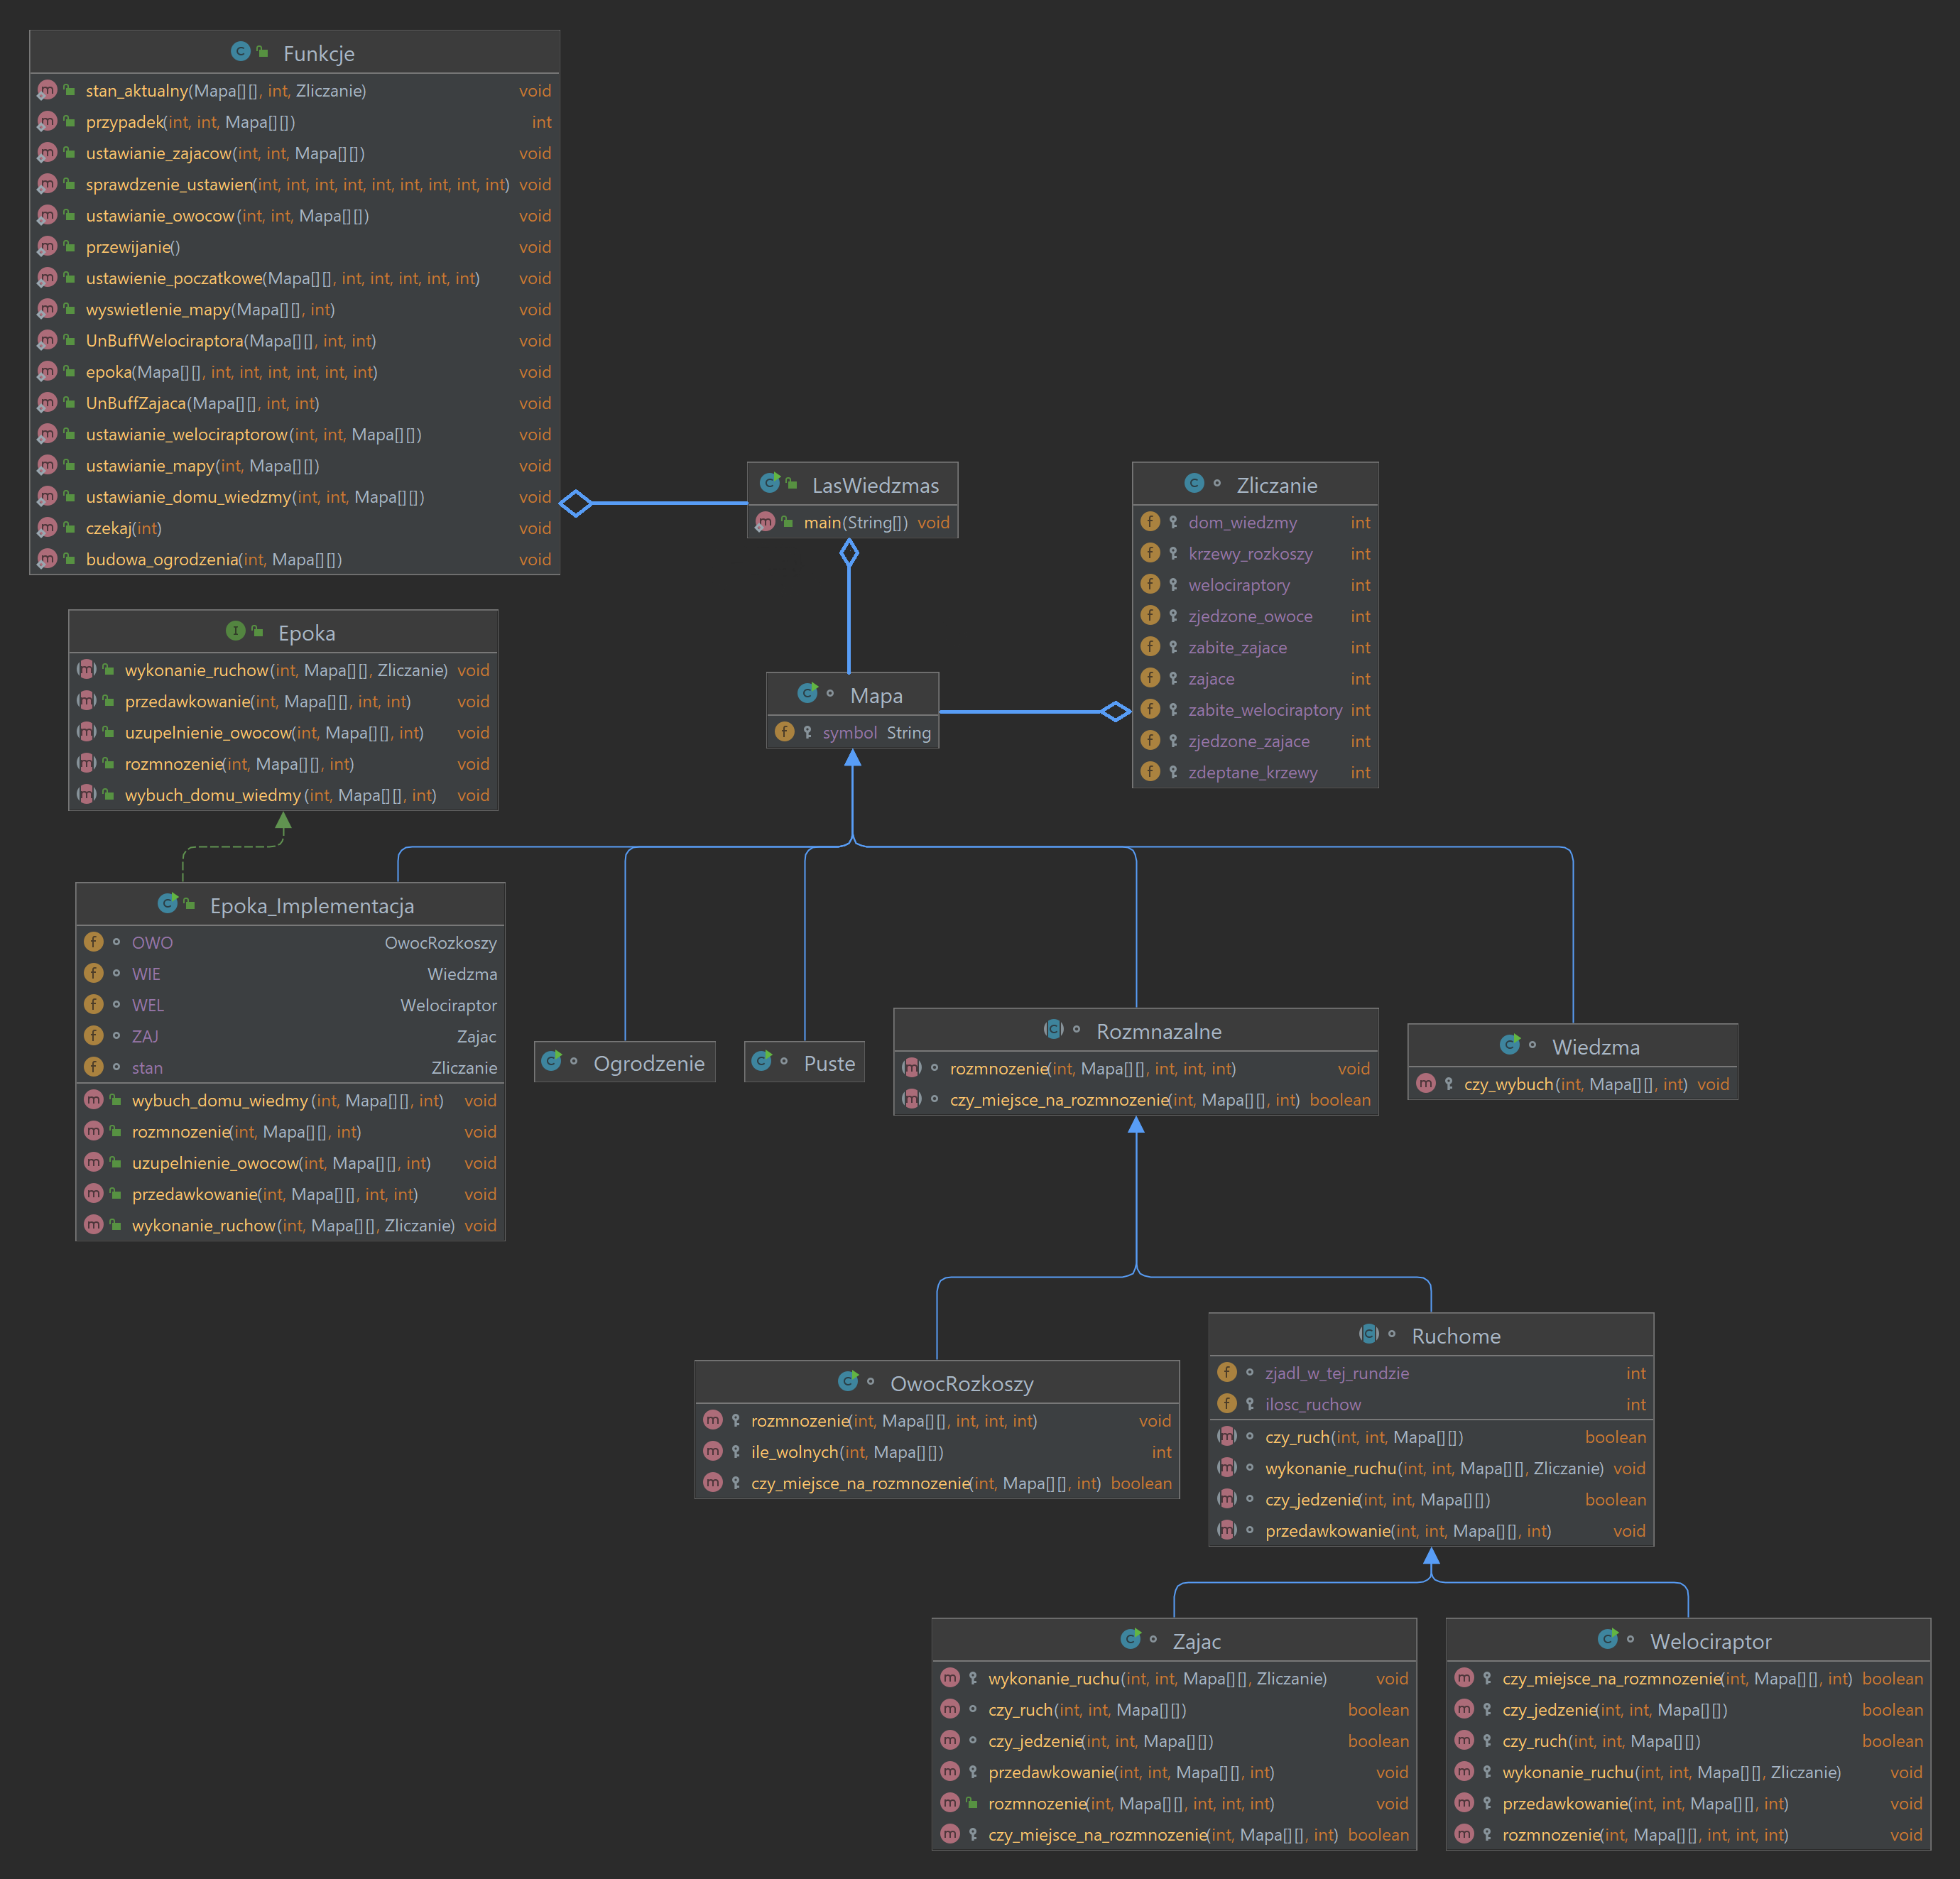 Funkcje
stan_aktualny(Mapa[][], int, Zliczanie) void
przypadek(int, int, Mapa[][]) int
ustawianie_zajacow(int, int, Mapa[][]) void
sprawdzenie_ustawien(int, int, int, int, int, int, int, int, int) void
ustawianie_owocow(int, int, Mapa[][]) void
przewijanie() void
ustawienie_poczatkowe(Mapa[][], int, int, int, int, int) void
wyswietlenie_mapy(Mapa[][], int) void
UnBuffWelociraptora(Mapa[][], int, int) void
epoka(Mapa[][], int, int, int, int, int, int) void
UnBuffZajaca(Mapa[][], int, int) void
ustawianie_welociraptorow(int, int, Mapa[][]) void
ustawianie_mapy(int, Mapa[][]) void
ustawianie_domu_wiedzmy(int, int, Mapa[][]) void
czekaj(int) void
budowa_ogrodzenia(int, Mapa[][]) void
LasWiedzmas
main(String[]) void
Zliczanie
dom_wiedzmy int
krzewy_rozkoszy int
welociraptory int
zjedzone_owoce int
zabite_zajace int
zajace int
zabite_welociraptory int
zjedzone_zajace int
zdeptane_krzewy int
Epoka
wykonanie_ruchow(int, Mapa[][], Zliczanie) void
przedawkowanie(int, Mapa[][], int, int) void
uzupelnienie_owocow(int, Mapa[][], int) void
rozmnozenie(int, Mapa[][], int) void
wybuch_domu_wiedmy(int, Mapa[][], int) void
Mapa
symbol String
Epoka_Implementacja
OWO OwocRozkoszy
WIE Wiedzma
WEL Welociraptor
ZAJ Zajac
stan Zliczanie
wybuch_domu_wiedmy(int, Mapa[][], int) void
rozmnozenie(int, Mapa[][], int) void
uzupelnienie_owocow(int, Mapa[][], int) void
przedawkowanie(int, Mapa[][], int, int) void
wykonanie_ruchow(int, Mapa[][], Zliczanie) void
Ogrodzenie
Puste
Rozmnazalne
rozmnozenie(int, Mapa[][], int, int, int) void
czy_miejsce_na_rozmnozenie(int, Mapa[][], int) boolean
Wiedzma
czy_wybuch(int, Mapa[][], int) void
OwocRozkoszy
rozmnozenie(int, Mapa[][], int, int, int) void
ile_wolnych(int, Mapa[][]) int
czy_miejsce_na_rozmnozenie(int, Mapa[][], int) boolean
Ruchome
zjadl_w_tej_rundzie int
ilosc_ruchow int
czy_ruch(int, int, Mapa[][]) boolean
wykonanie_ruchu(int, int, Mapa[][], Zliczanie) void
czy_jedzenie(int, int, Mapa[][]) boolean
przedawkowanie(int, int, Mapa[][], int) void
Zajac
wykonanie_ruchu(int, int, Mapa[][], Zliczanie) void
czy_ruch(int, int, Mapa[][]) boolean
czy_jedzenie(int, int, Mapa[][]) boolean
przedawkowanie(int, int, Mapa[][], int) void
rozmnozenie(int, Mapa[][], int, int, int) void
czy_miejsce_na_rozmnozenie(int, Mapa[][], int) boolean
Welociraptor
czy_miejsce_na_rozmnozenie(int, Mapa[][], int) boolean
czy_jedzenie(int, int, Mapa[][]) boolean
czy_ruch(int, int, Mapa[][]) boolean
wykonanie_ruchu(int, int, Mapa[][], Zliczanie) void
przedawkowanie(int, int, Mapa[][], int) void
rozmnozenie(int, Mapa[][], int, int, int) void